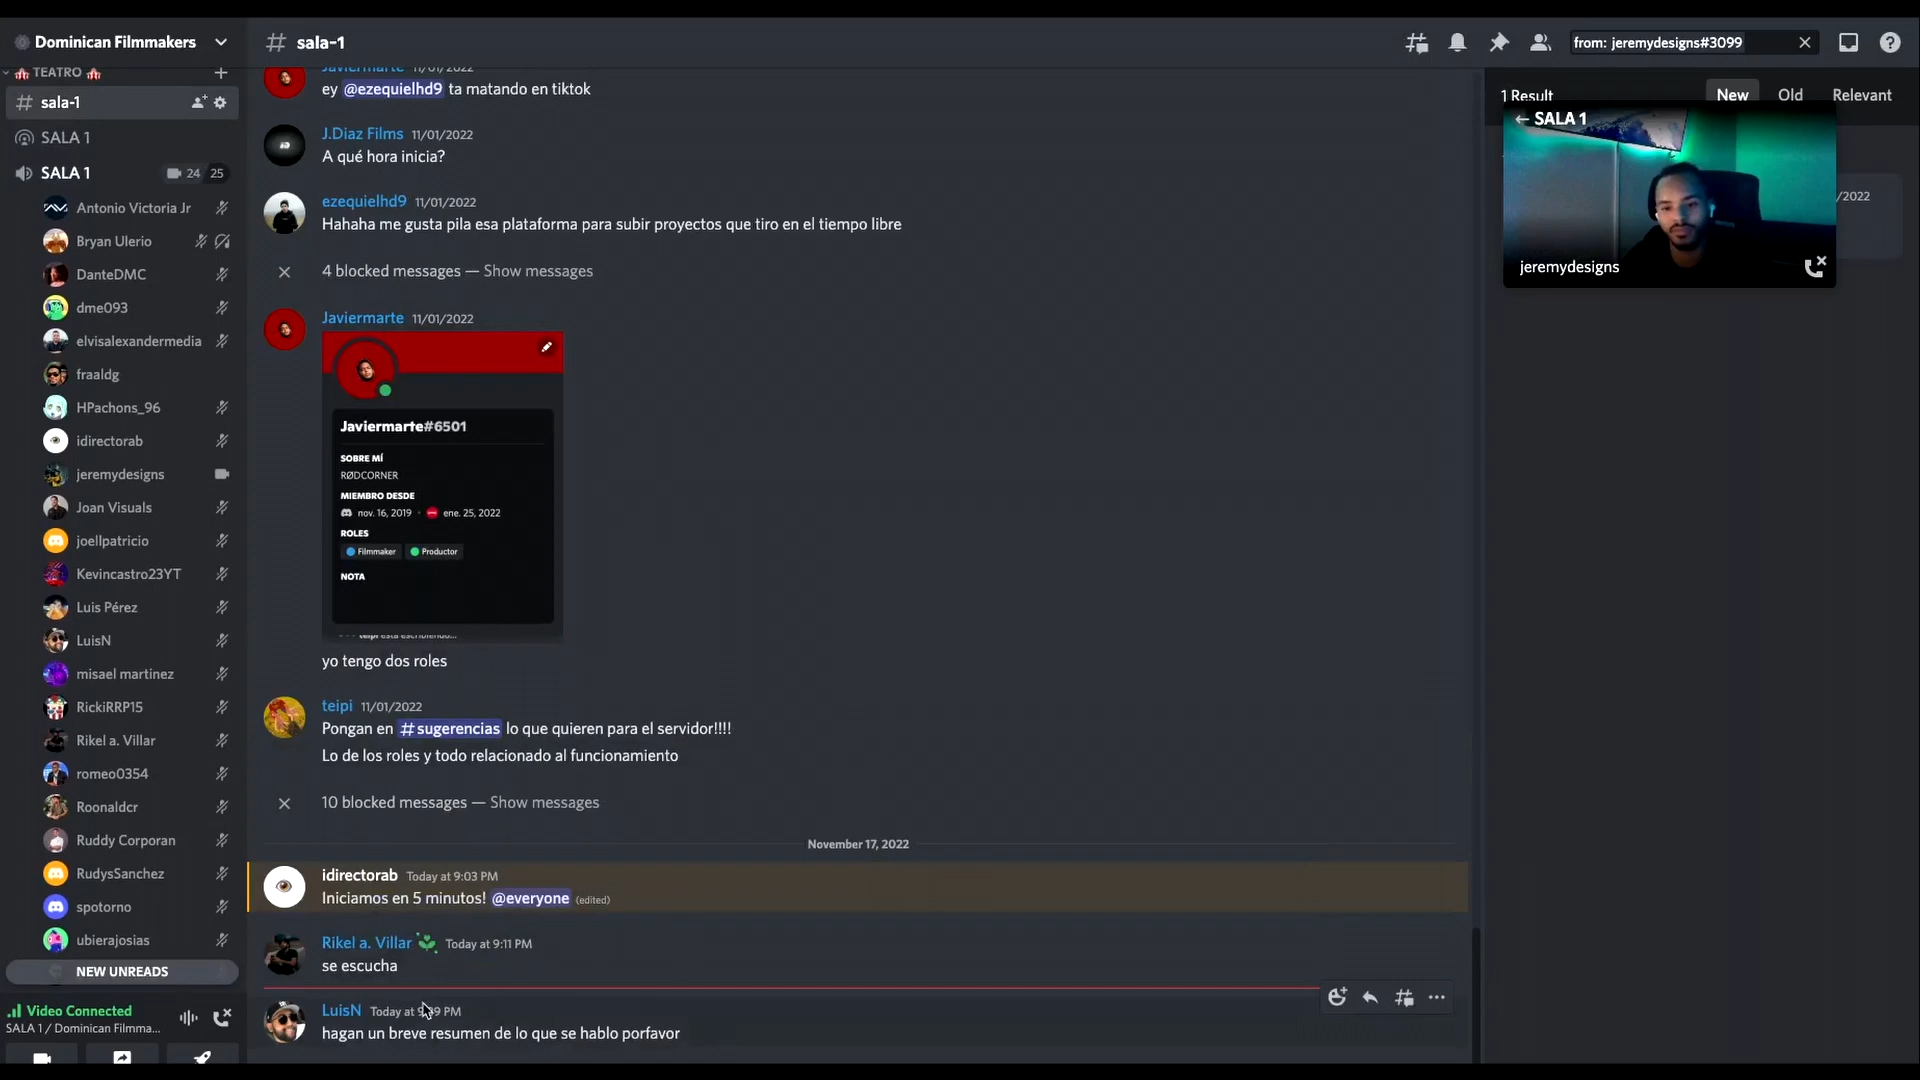 Dominican Filmmakers
TEATRO
sala-1
SALA 1
SALA 1
24 25
Antonio Victoria Jr
Bryan Ulerio
DanteDMC
dme093
elvisalexandermedia
fraaldg
HPachons_96
idirectorab
jeremydesigns
Joan Visuals
joellpatricio
Kevincastro23YT
Luis Pérez
LuisN
misael martinez
RickiRRP15
Rikel a. Villar
romeo0354
Roonaldcr
Ruddy Corporan
RudysSanchez
spotorno
ubierajosias
NEW UNREADS
Video Connected
SALA 1 / Dominican Filmma...
# sala-1
Javiermarte 11/01/2022
ey @ezequielhd9 ta matando en tiktok
J.Diaz Films 11/01/2022
A qué hora inicia?
ezequielhd9 11/01/2022
Hahaha me gusta pila esa plataforma para subir proyectos que tiro en el tiempo libre
4 blocked messages — Show messages
Javiermarte 11/01/2022
Javiermarte#6501
SOBRE MÍ
RØDCORNER
MIEMBRO DESDE
nov. 16, 2019 • ene. 25, 2022
ROLES
Filmmaker Productor
NOTA
teipi está escribiendo...
yo tengo dos roles
teipi 11/01/2022
Pongan en #sugerencias lo que quieren para el servidor!!!!
Lo de los roles y todo relacionado al funcionamiento
10 blocked messages — Show messages
November 17, 2022
idirectorab Today at 9:03 PM
Iniciamos en 5 minutos! @everyone (edited)
Rikel a. Villar Today at 9:11 PM
se escucha
LuisN Today at PM
hagan un breve resumen de lo que se hablo porfavor
from: jeremydesigns#3099
1 Result New Old Relevant
SALA 1
/2022
jeremydesigns